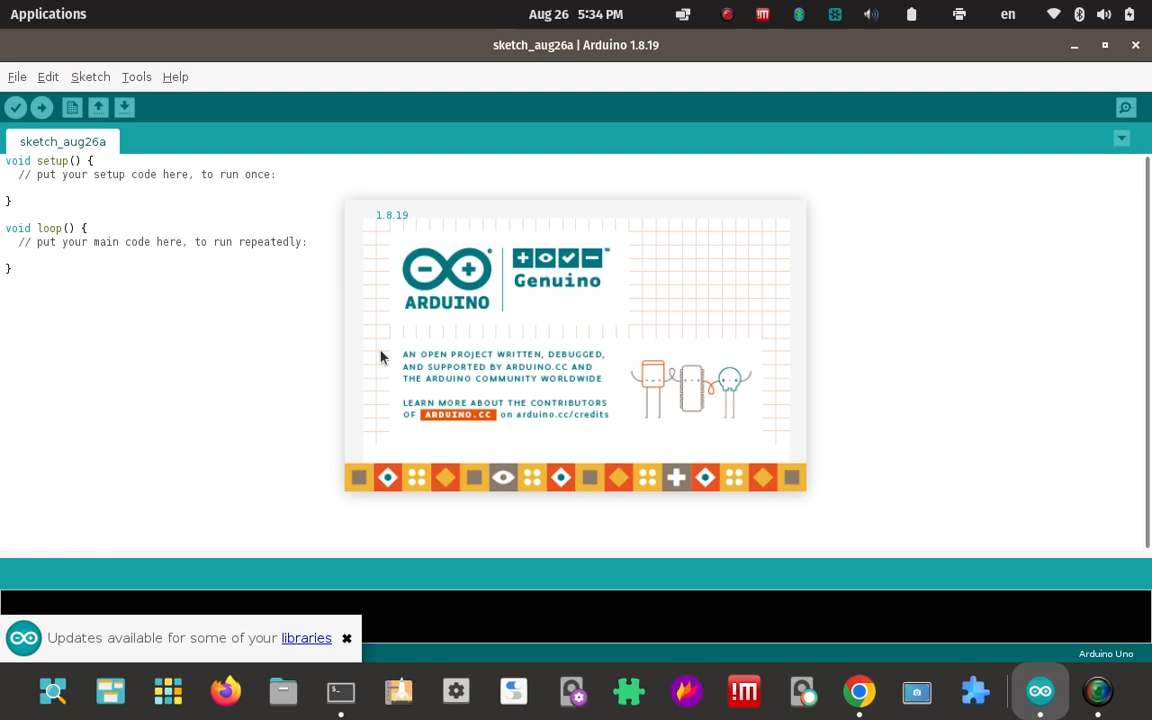 Applications
Aug 26 5:34 PM
en
sketch_aug26a | Arduino 1.8.19
File Edit Sketch Tools Help
sketch_aug26a
void setup() {
// put your setup code here, to run once:
}
void loop() {
// put your main code here, to run repeatedly:
}
1.8.19
ARDUINO
Genuino
TM
AN OPEN PROJECT WRITTEN, DEBUGGED,
AND SUPPORTED BY ARDUINO.CC AND
THE ARDUINO COMMUNITY WORLDWIDE
LEARN MORE ABOUT THE CONTRIBUTORS
OF ARDUINO.CC on arduino.cc/credits
Updates available for some of your libraries
Arduino Uno
!M